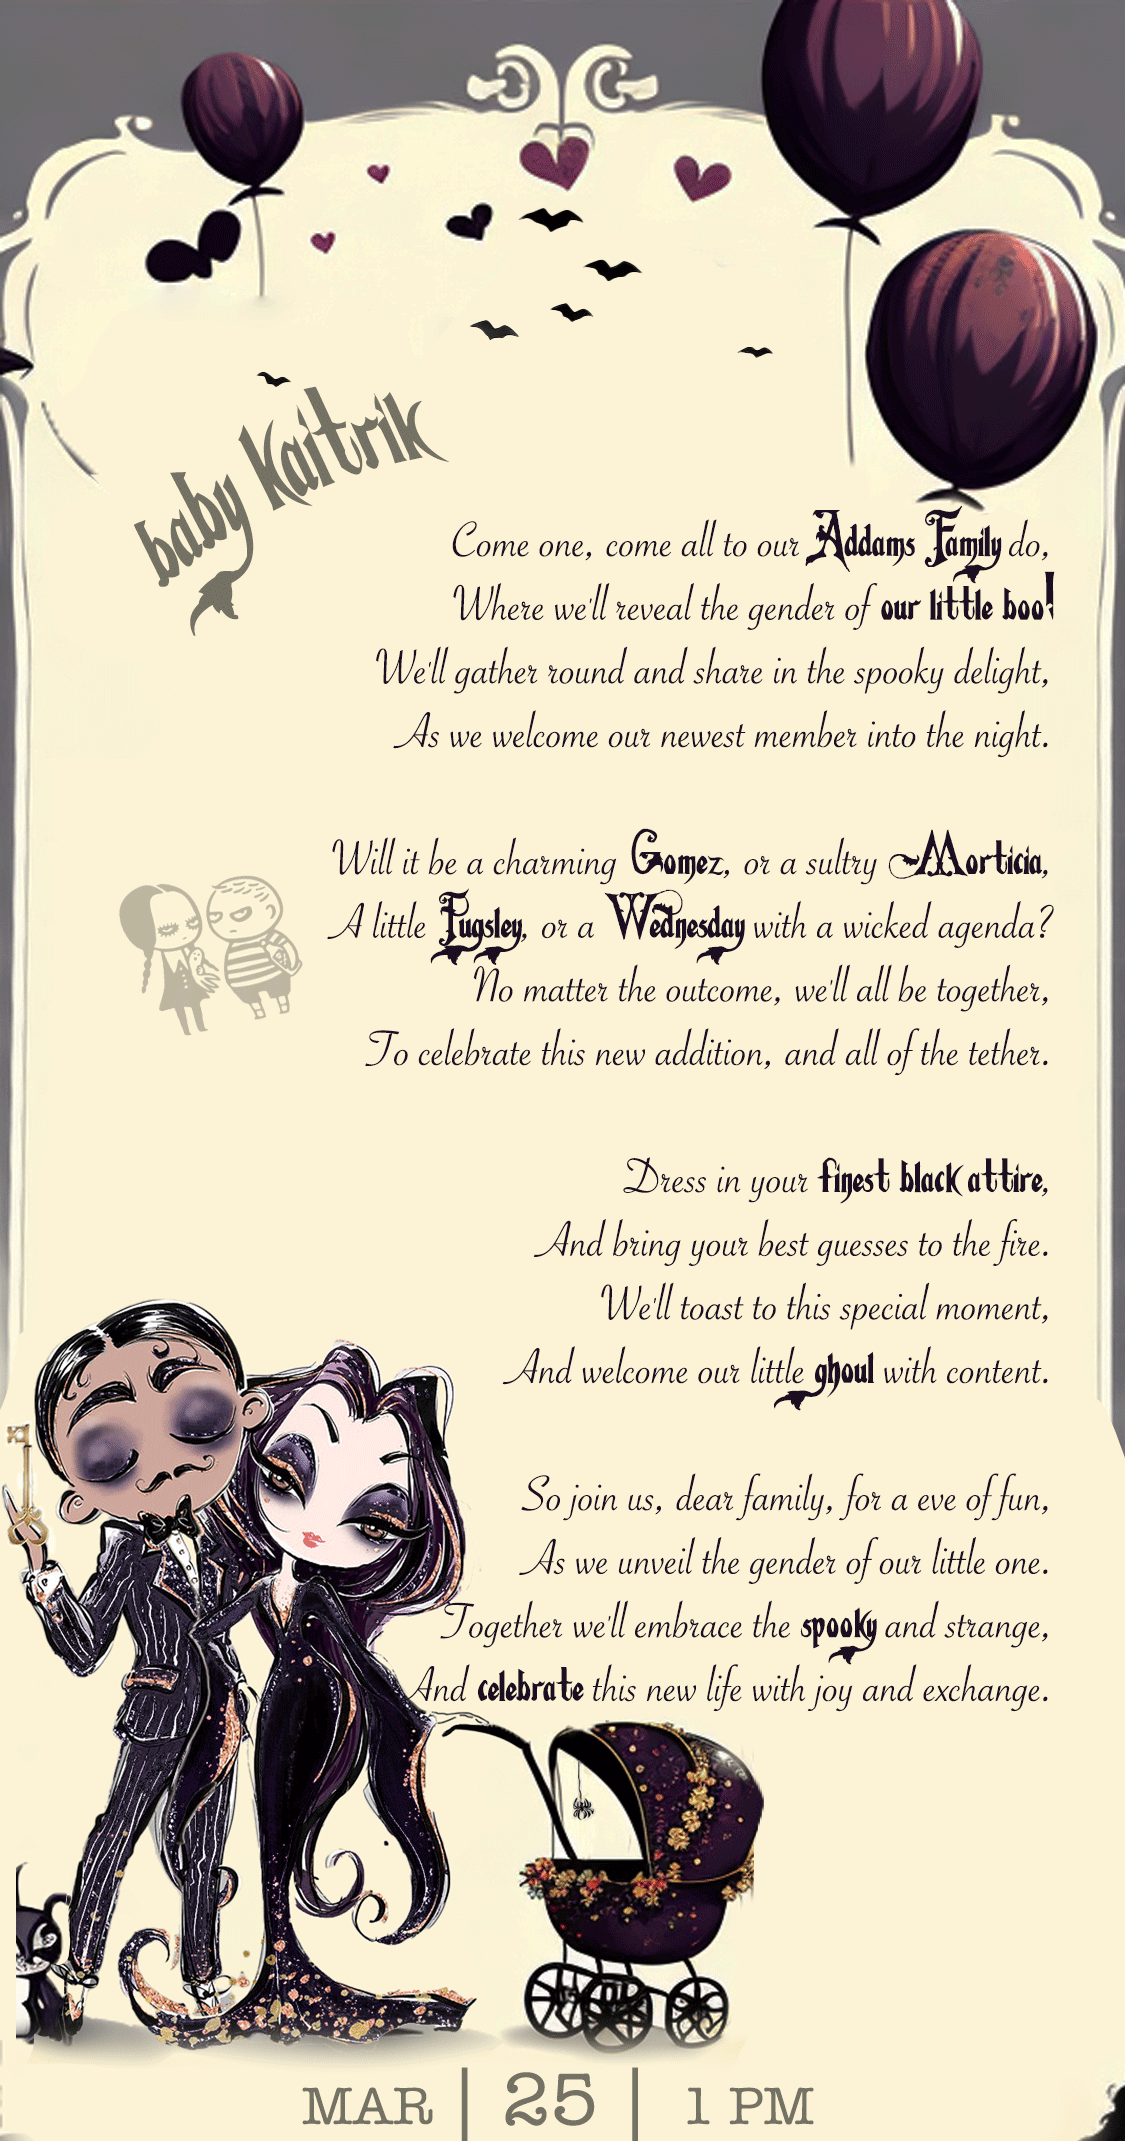 baby Kaitrik
Come one, come all to our Addams Family do,
Where we'll reveal the gender of our little boo!
We'll gather round and share in the spooky delight,
As we welcome our newest member into the night.
Will it be a charming Gomez, or a sultry Morticia,
A little Pugsley, or a Wednesday with a wicked agenda?
No matter the outcome, we'll all be together,
To celebrate this new addition, and all of the tether.
Dress in your finest black attire,
And bring your best guesses to the fire.
We'll toast to this special moment,
And welcome our little ghoul with content.
So join us, dear family, for a eve of fun,
As we unveil the gender of our little one.
Together we'll embrace the spooky and strange,
And celebrate this new life with joy and exchange.
MAR | 25 | 1 PM